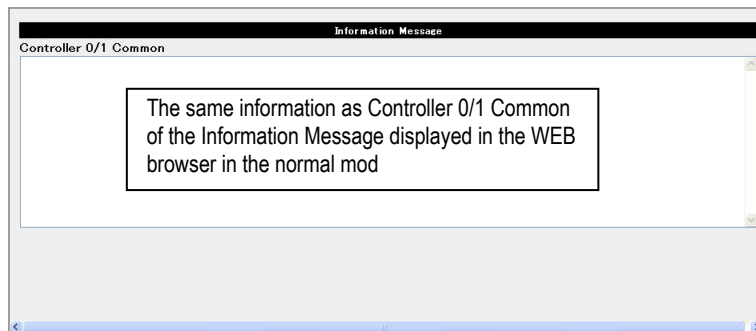 Information Message
Controller 0/1 Common
The same information as Controller 0/1 Common
of the Information Message displayed in the WEB
browser in the normal mod